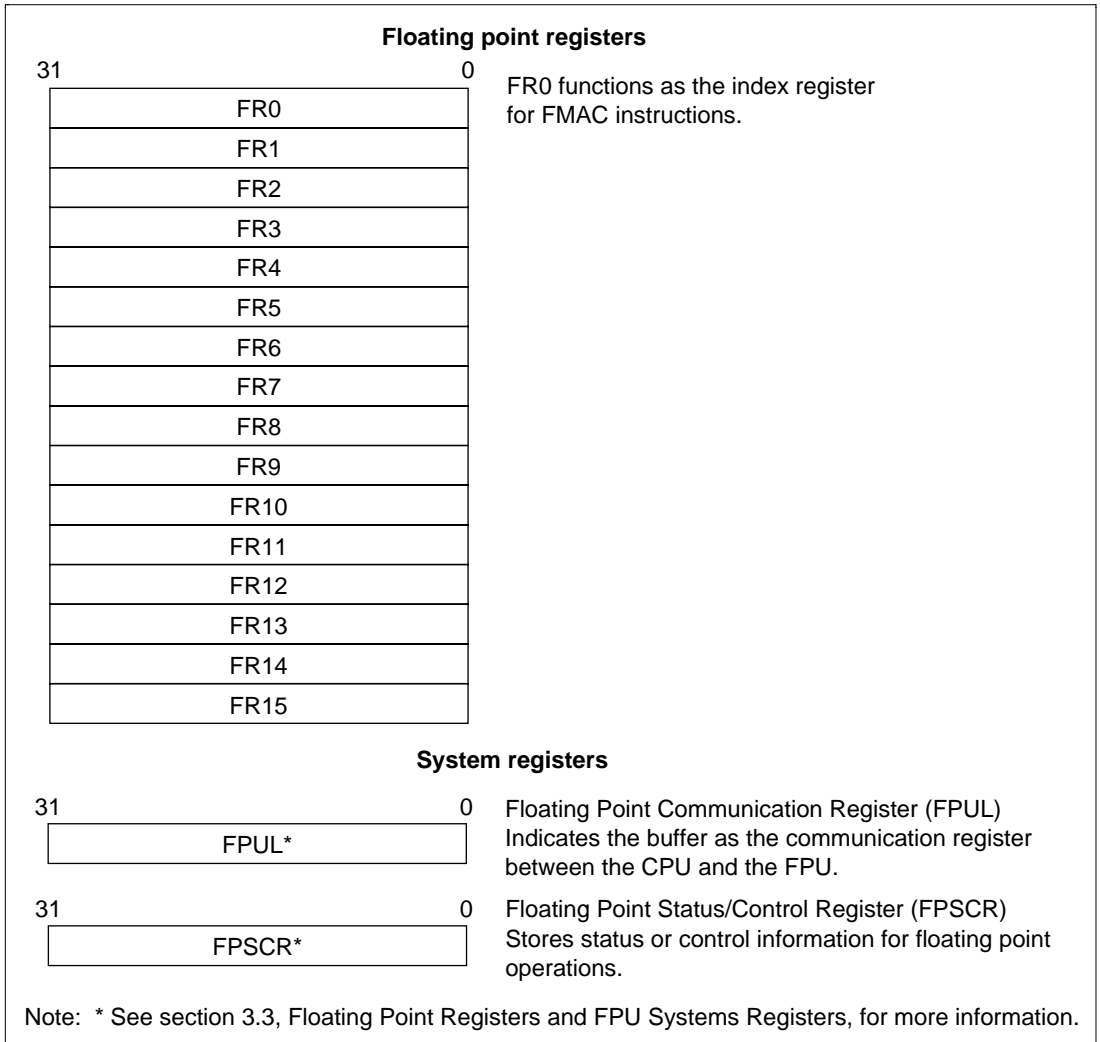 Floating point registers
31 0
FR0 functions as the index register
for FMAC instructions.
FR0
FR1
FR2
FR3
FR4
FR5
FR6
FR7
FR8
FR9
FR10
FR11
FR12
FR13
FR14
FR15
System registers
31 0
FPUL*
Floating Point Communication Register (FPUL)
Indicates the buffer as the communication register
between the CPU and the FPU.
31 0
FPSCR*
Floating Point Status/Control Register (FPSCR)
Stores status or control information for floating point
operations.
Note: * See section 3.3, Floating Point Registers and FPU Systems Registers, for more information.